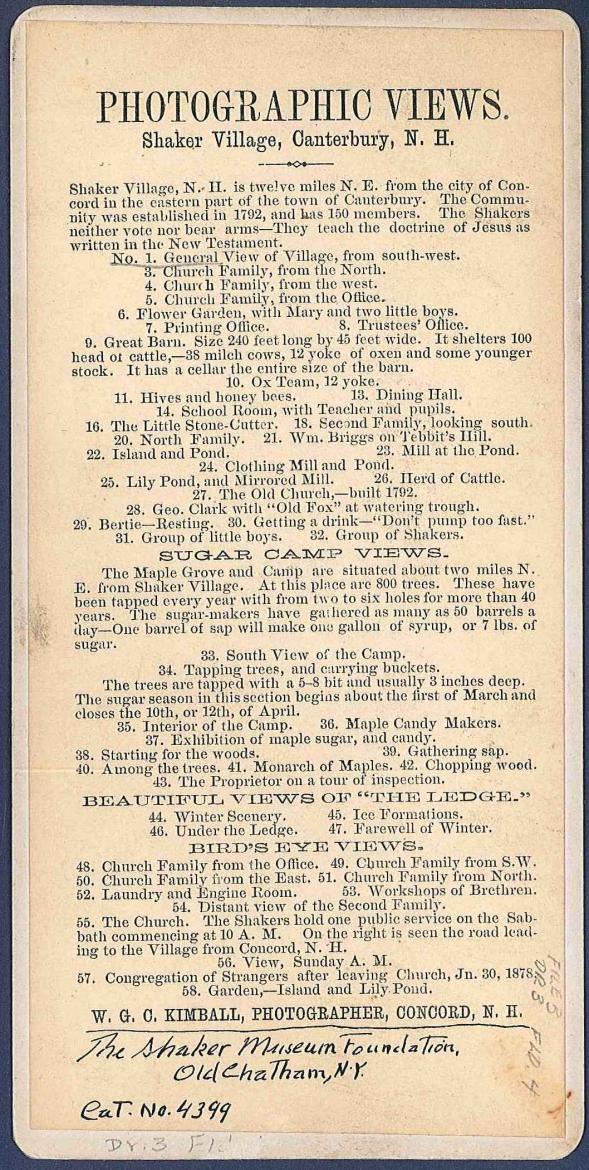 PHOTOGRAPHIC VIEWS.
Shaker Village, Canterbury, N. H.
Shaker Village, N. H. is twelve miles N. E. from the city of Con-
cord in the eastern part of the town of Canterbury. The Commu-
nity was established in 1792, and has 150 members. The Shakers
neither vote nor bear arms—They teach the doctrine of Jesus as
written in the New Testament.
No. 1. General View of Village, from south-west.
3. Church Family, from the North.
4. Church Family, from the west.
5. Church Family, from the Office.
6. Flower Garden, with Mary and two little boys.
7. Printing Office. 8. Trustees' Office.
9. Great Barn. Size 240 feet long by 45 feet wide. It shelters 100
head of cattle,—38 milch cows, 12 yoke of oxen and some younger
stock. It has a cellar the entire size of the barn.
10. Ox Team, 12 yoke.
11. Hives and honey bees. 13. Dining Hall.
14. School Room, with Teacher and pupils.
16. The Little Stone-Cutter. 18. Second Family, looking south.
20. North Family. 21. Wm. Briggs on Tebbit's Hill.
22. Island and Pond. 23. Mill at the Pond.
24. Clothing Mill and Pond.
25. Lily Pond, and Mirrored Mill. 26. Herd of Cattle.
27. The Old Church,—built 1792.
28. Geo. Clark with "Old Fox" at watering trough.
29. Bertie—Resting. 30. Getting a drink—"Don't pump too fast."
31. Group of little boys. 32. Group of Shakers.
SUGAR CAMP VIEWS.
The Maple Grove and Camp are situated about two miles N.
E. from Shaker Village. At this place are 800 trees. These have
been tapped every year with from two to six holes for more than 40
years. The sugar-makers have gathered as many as 50 barrels a
day—One barrel of sap will make one gallon of syrup, or 7 lbs. of
sugar.
33. South View of the Camp.
34. Tapping trees, and carrying buckets.
The trees are tapped with a 5-8 bit and usually 3 inches deep.
The sugar season in this section begins about the first of March and
closes the 10th, or 12th, of April.
35. Interior of the Camp. 36. Maple Candy Makers.
37. Exhibition of maple sugar, and candy.
38. Starting for the woods. 39. Gathering sap.
40. Among the trees. 41. Monarch of Maples. 42. Chopping wood.
43. The Proprietor on a tour of inspection.
BEAUTIFUL VIEWS OF "THE LEDGE."
44. Winter Scenery. 45. Ice Formations.
46. Under the Ledge. 47. Farewell of Winter.
BIRD'S EYE VIEWS.
48. Church Family from the Office. 49. Church Family from S.W.
50. Church Family from the East. 51. Church Family from North.
52. Laundry and Engine Room. 53. Workshops of Brethren.
54. Distant view of the Second Family.
55. The Church. The Shakers hold one public service on the Sab-
bath commencing at 10 A. M. On the right is seen the road lead-
ing to the Village from Concord, N. H.
56. View, Sunday A. M.
57. Congregation of Strangers after leaving Church, Jn. 30, 1878.
58. Garden,—Island and Lily Pond.
W. G. C. KIMBALL, PHOTOGRAPHER, CONCORD, N. H.
The Shaker Museum Foundation,
Old Chatham, N.Y.
Cat. No. 4399
FILE 3
DR. 3 FLD. 4
Dr. 3